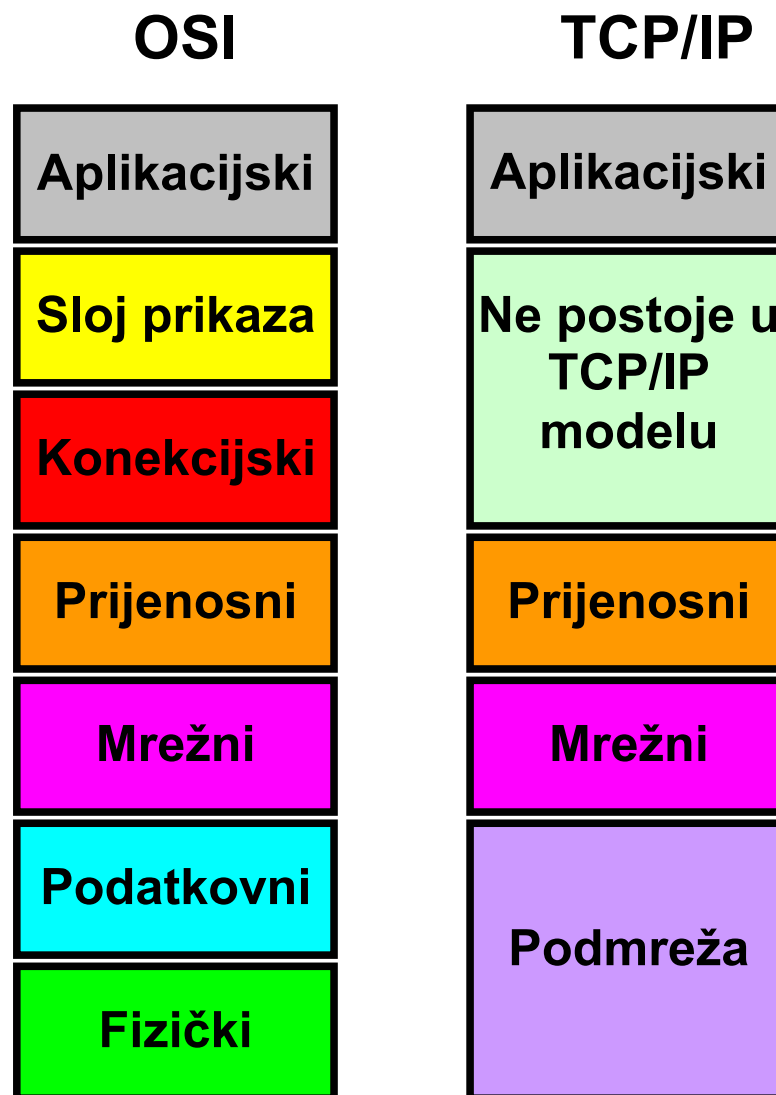 OSI
TCP/IP
Aplikacijski
Sloj prikaza
Konekcijski
Prijenosni
Mrežni
Podatkovni
Fizički
Aplikacijski
Ne postoje u
TCP/IP
modelu
Prijenosni
Mrežni
Podmreža